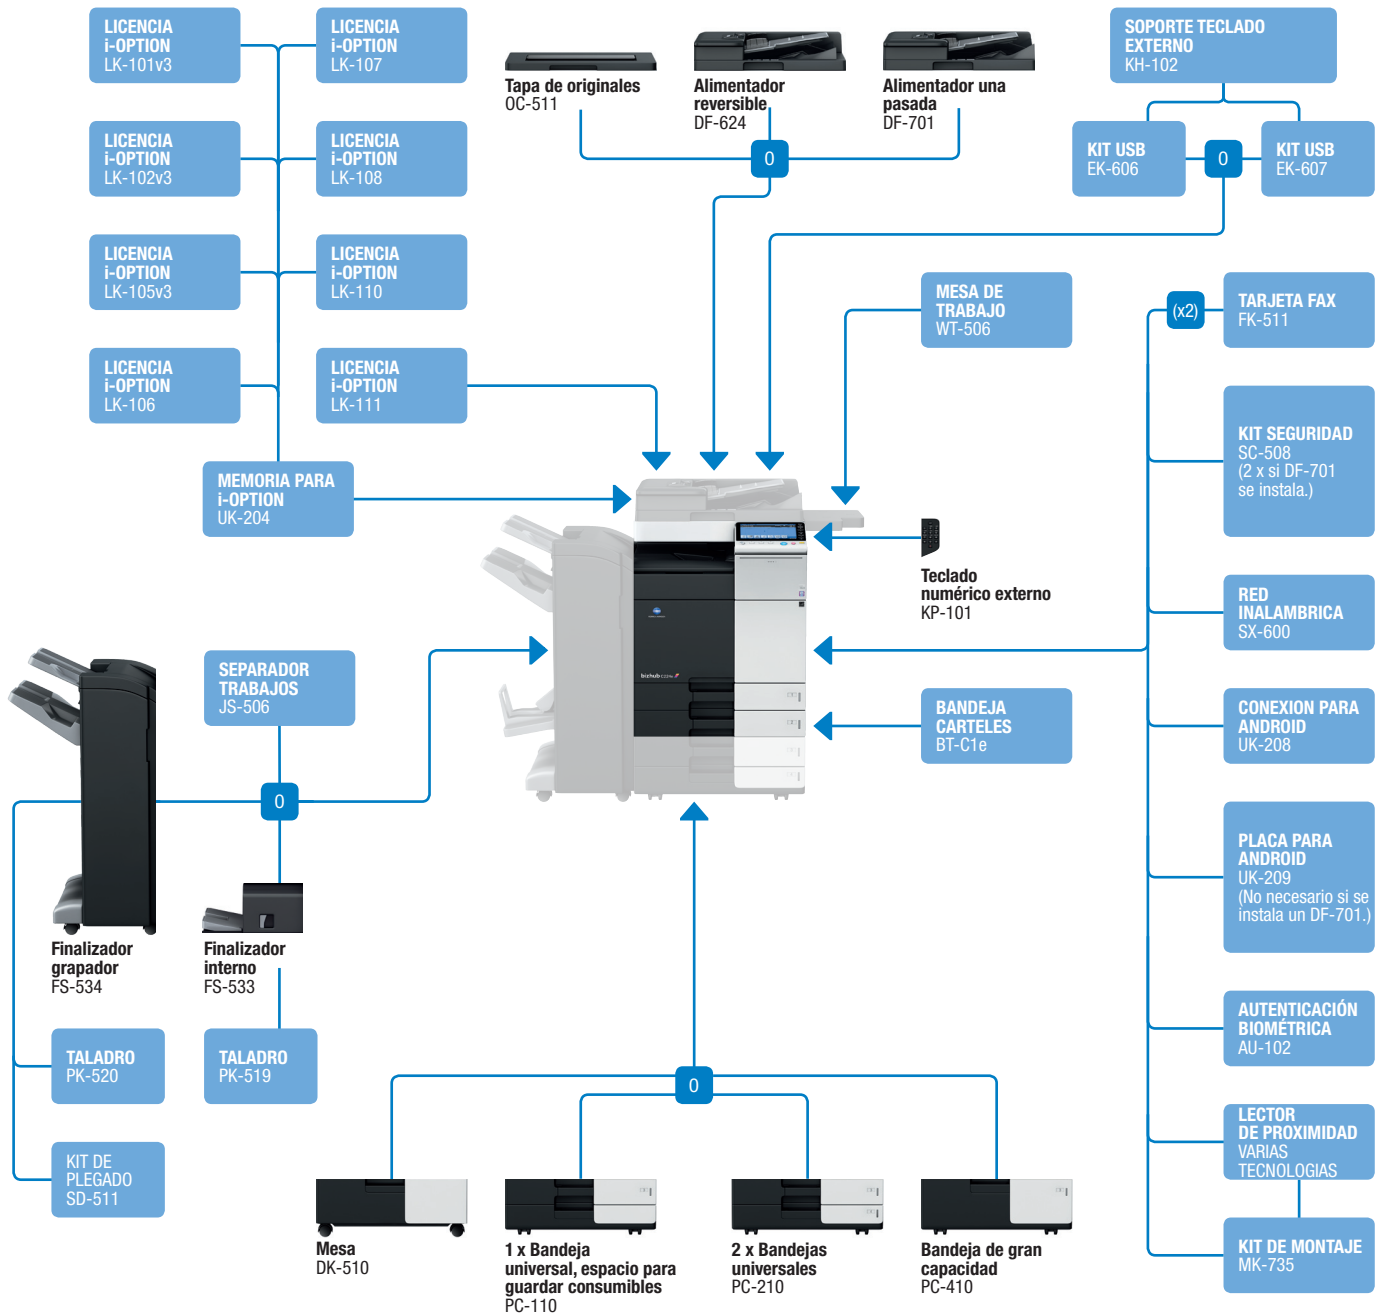 LICENCIA
i-OPTION
LK-101v3
LICENCIA
i-OPTION
LK-107
Tapa de originales
OC-511
Alimentador
reversible
DF-624
Alimentador una
pasada
DF-701
SOPORTE TECLADO
EXTERNO
KH-102
LICENCIA
i-OPTION
LK-102v3
LICENCIA
i-OPTION
LK-108
0
KIT USB
EK-606
0
KIT USB
EK-607
LICENCIA
i-OPTION
LK-105v3
LICENCIA
i-OPTION
LK-110
MESA DE
TRABAJO
WT-506
(x2)
TARJETA FAX
FK-511
LICENCIA
i-OPTION
LK-106
LICENCIA
i-OPTION
LK-111
KIT SEGURIDAD
SC-508
(2 x si DF-701
se instala.)
MEMORIA PARA
i-OPTION
UK-204
Teclado
numérico externo
KP-101
RED
INALAMBRICA
SX-600
SEPARADOR
TRABAJOS
JS-506
bizhub C224e
BANDEJA
CARTELES
BT-C1e
CONEXION PARA
ANDROID
UK-208
0
PLACA PARA
ANDROID
UK-209
(No necesario si se
instala un DF-701.)
Finalizador
grapador
FS-534
Finalizador
interno
FS-533
AUTENTICACIÓN
BIOMÉTRICA
AU-102
TALADRO
PK-520
TALADRO
PK-519
0
LECTOR
DE PROXIMIDAD
VARIAS
TECNOLOGIAS
KIT DE
PLEGADO
SD-511
Mesa
DK-510
1 x Bandeja
universal, espacio para
guardar consumibles
PC-110
2 x Bandejas
universales
PC-210
Bandeja de gran
capacidad
PC-410
KIT DE MONTAJE
MK-735